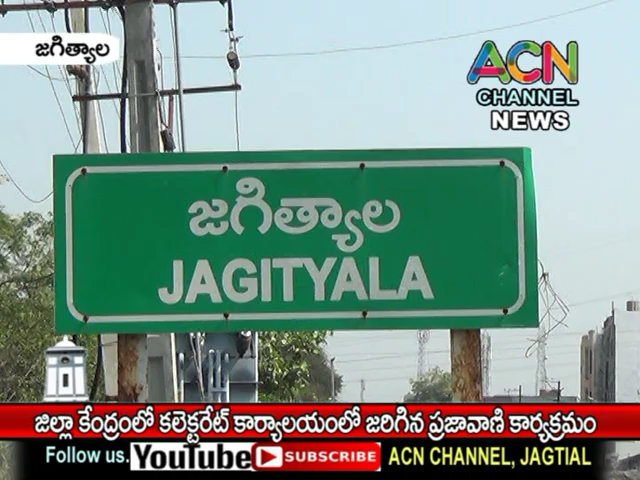 జగిత్యాల
ACN
CHANNEL
NEWS
జగిత్యాల
JAGITYALA
జిల్లా కేంద్రంలో కలెక్టరేట్ కార్యాలయంలో జరిగిన ప్రజావాణి కార్యక్రమం
Follow us. YouTube SUBSCRIBE ACN CHANNEL, JAGTIAL